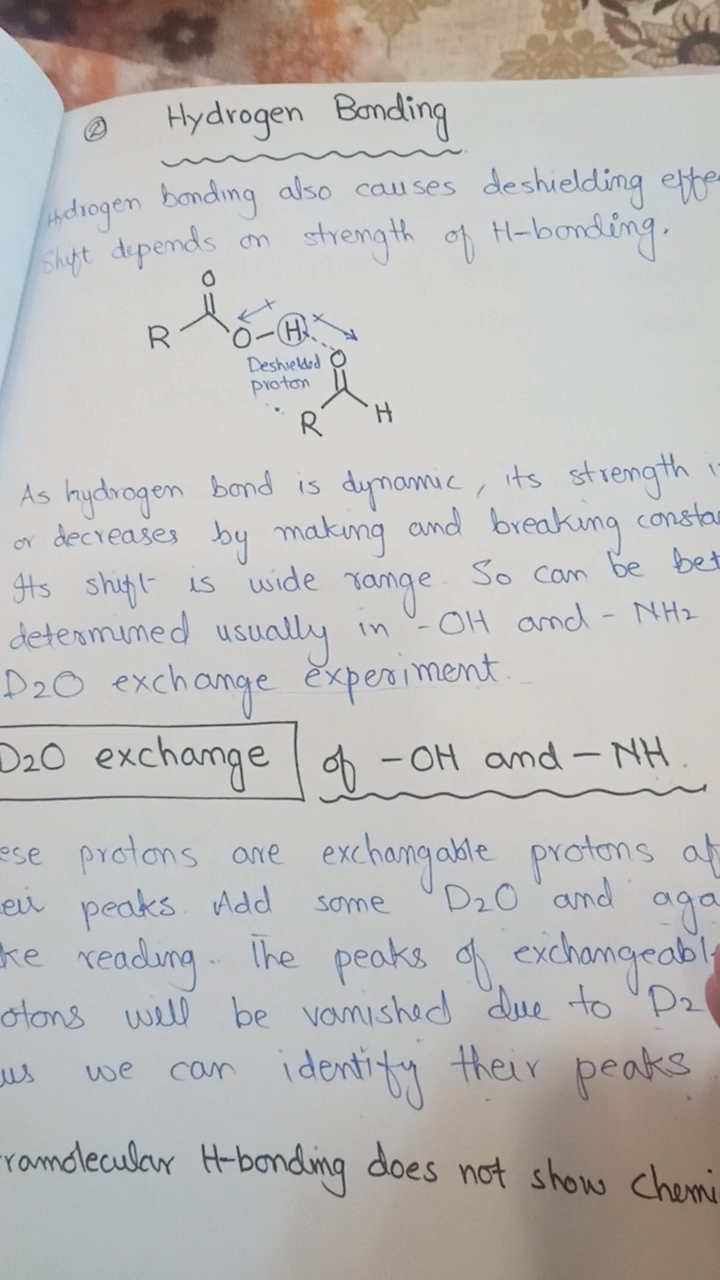 ② Hydrogen Bonding
Hydrogen bonding also causes deshielding effe
Shift depends on strength of H-bonding.
O
R O-H
Deshielded O
proton
R H
As hydrogen bond is dynamic, its strength i
or decreases by making and breaking consta
Its shift is wide range. So can be bet
determined usually in -OH and -NH2
D2O exchange experiment.
D2O exchange of -OH and -NH.
ese protons are exchangable protons af
eir peaks. Add some D2O and aga
ke reading. The peaks of exchangeabl
otons well be vanished due to D2
us we can identify their peaks
ramolecular H-bonding does not show chemi